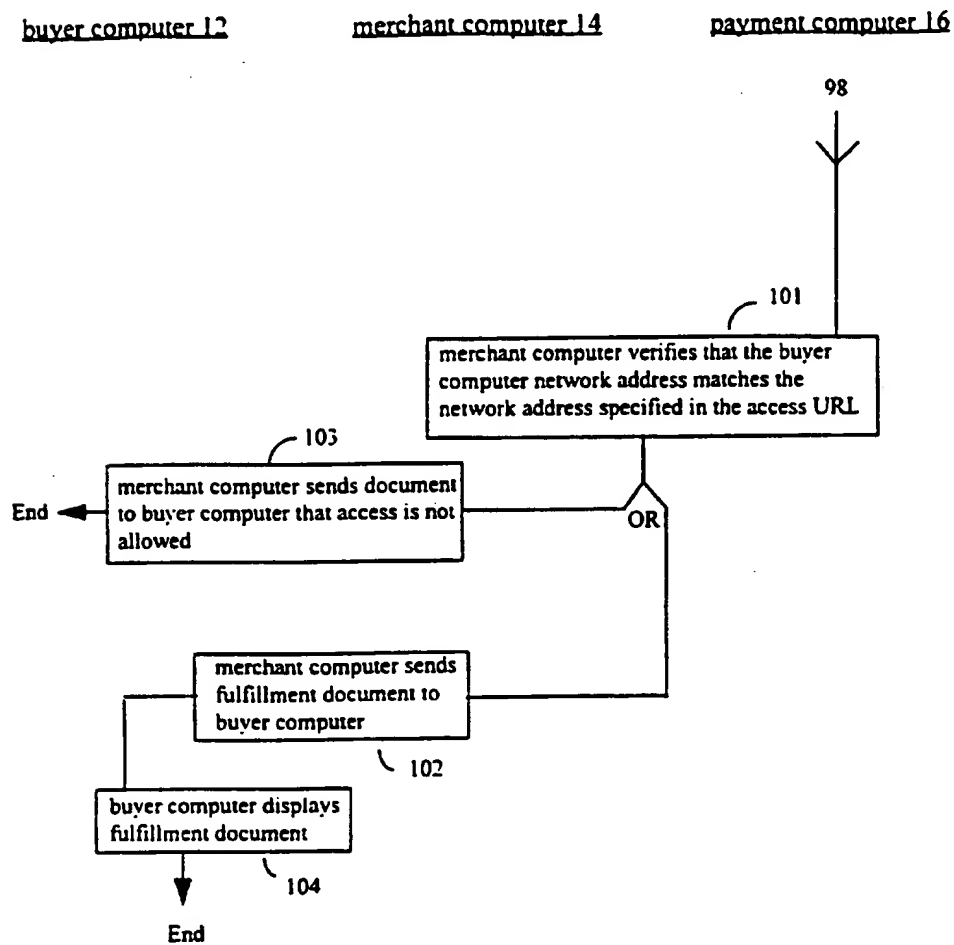 buyer computer 12 merchant computer 14 payment computer 16
98
101
merchant computer verifies that the buyer
computer network address matches the
network address specified in the access URL
103
merchant computer sends document
to buyer computer that access is not
allowed
End
OR
merchant computer sends
fulfillment document to
buyer computer
102
buyer computer displays
fulfillment document
104
End